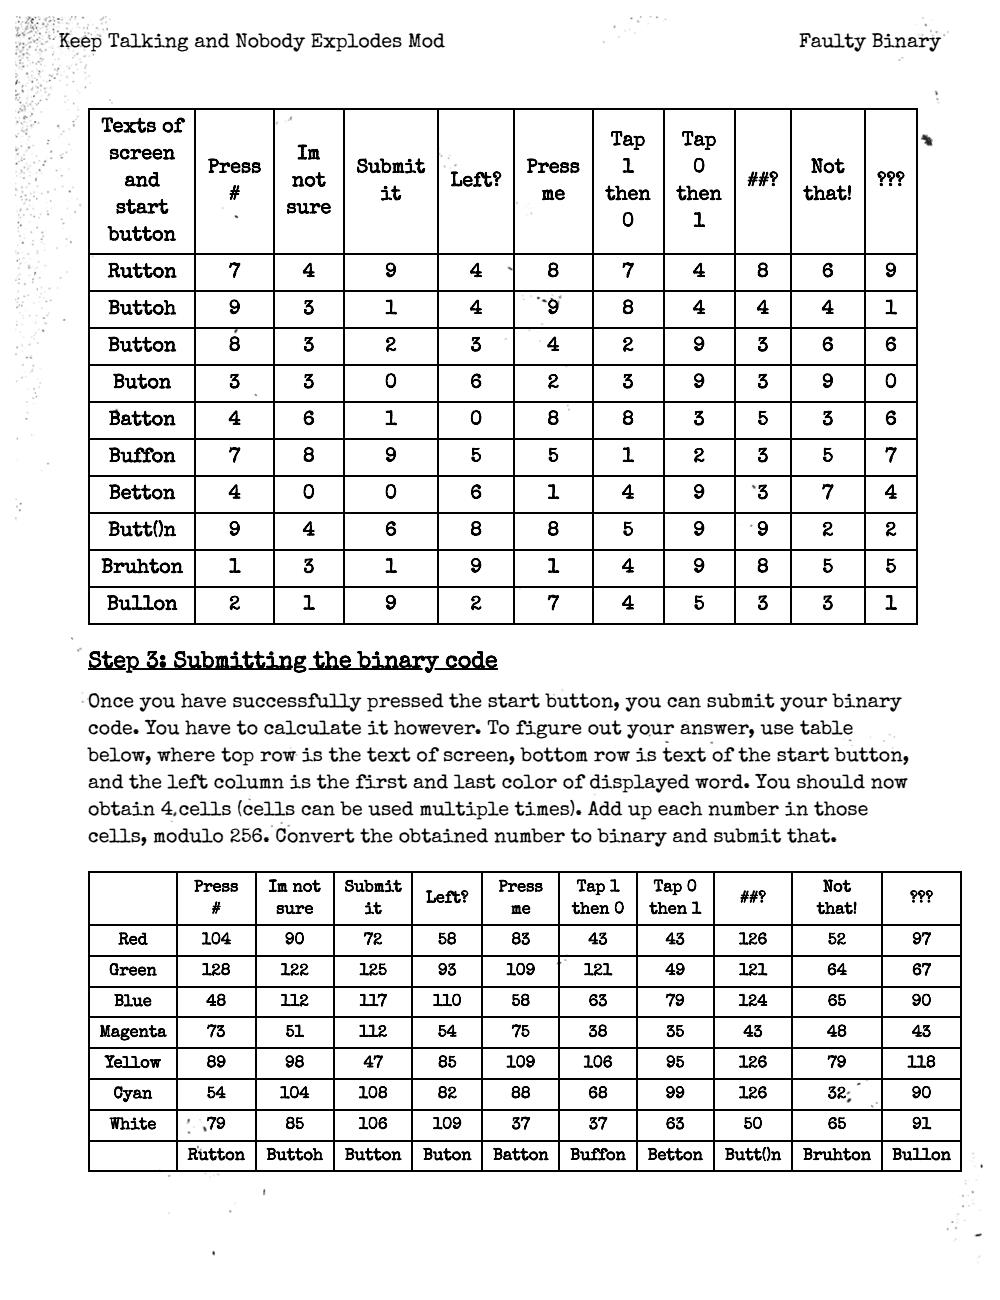 Keep Talking and Nobody Explodes Mod Faulty Binary
Texts of screen and start button Press # Im not sure Submit it Left? Press me Tap 1 then 0 Tap 0 then 1 ##? Not that! ???
Rutton 7 4 9 4 8 7 4 8 6 9
Buttoh 9 3 1 4 9 8 4 4 4 1
Button 8 3 2 3 4 2 9 3 6 6
Buton 3 3 0 6 2 3 9 3 9 0
Batton 4 6 1 0 8 8 3 5 3 6
Buffon 7 8 9 5 5 1 2 3 5 7
Betton 4 0 0 6 1 4 9 3 7 4
Butt()n 9 4 6 8 8 5 9 9 2 2
Bruhton 1 3 1 9 1 4 9 8 5 5
Bullon 2 1 9 2 7 4 5 3 3 1
Step 3: Submitting the binary code
Once you have successfully pressed the start button, you can submit your binary
code. You have to calculate it however. To figure out your answer, use table
below, where top row is the text of screen, bottom row is text of the start button,
and the left column is the first and last color of displayed word. You should now
obtain 4 cells (cells can be used multiple times). Add up each number in those
cells, modulo 256. Convert the obtained number to binary and submit that.
Press # Im not sure Submit it Left? Press me Tap 1 then 0 Tap 0 then 1 ##? Not that! ???
Red 104 90 72 58 83 43 43 126 52 97
Green 128 122 125 93 109 121 49 121 64 67
Blue 48 112 117 110 58 63 79 124 65 90
Magenta 73 51 112 54 75 38 35 43 48 43
Yellow 89 98 47 85 109 106 95 126 79 118
Cyan 54 104 108 82 88 68 99 126 32 90
White 79 85 106 109 37 37 63 50 65 91
Rutton Buttoh Button Buton Batton Buffon Betton Butt()n Bruhton Bullon